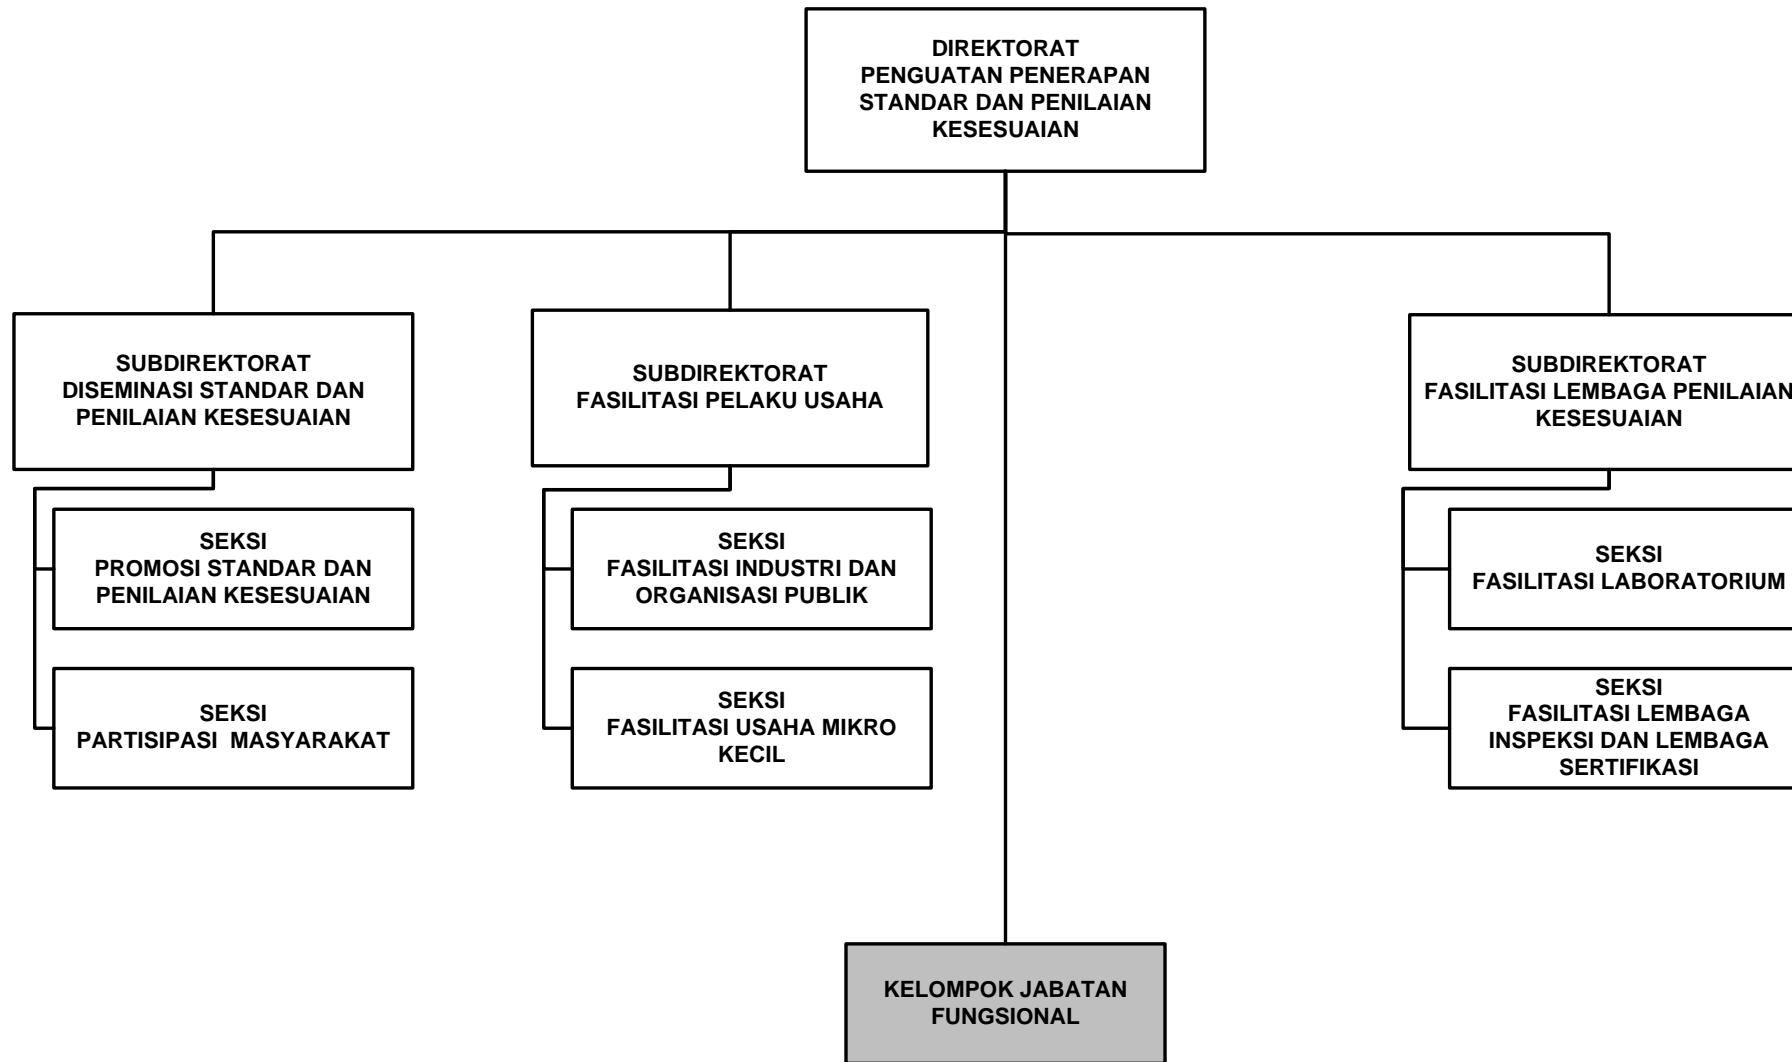 DIREKTORAT
PENGUATAN PENERAPAN
STANDAR DAN PENILAIAN
KESESUAIAN
SUBDIREKTORAT
DISEMINASI STANDAR DAN
PENILAIAN KESESUAIAN
SEKSI
PROMOSI STANDAR DAN
PENILAIAN KESESUAIAN
SEKSI
PARTISIPASI MASYARAKAT
SUBDIREKTORAT
FASILITASI PELAKU USAHA
SEKSI
FASILITASI INDUSTRI DAN
ORGANISASI PUBLIK
SEKSI
FASILITASI USAHA MIKRO
KECIL
SUBDIREKTORAT
FASILITASI LEMBAGA PENILAIAN
KESESUAIAN
SEKSI
FASILITASI LABORATORIUM
SEKSI
FASILITASI LEMBAGA
INSPEKSI DAN LEMBAGA
SERTIFIKASI
KELOMPOK JABATAN
FUNGSIONAL